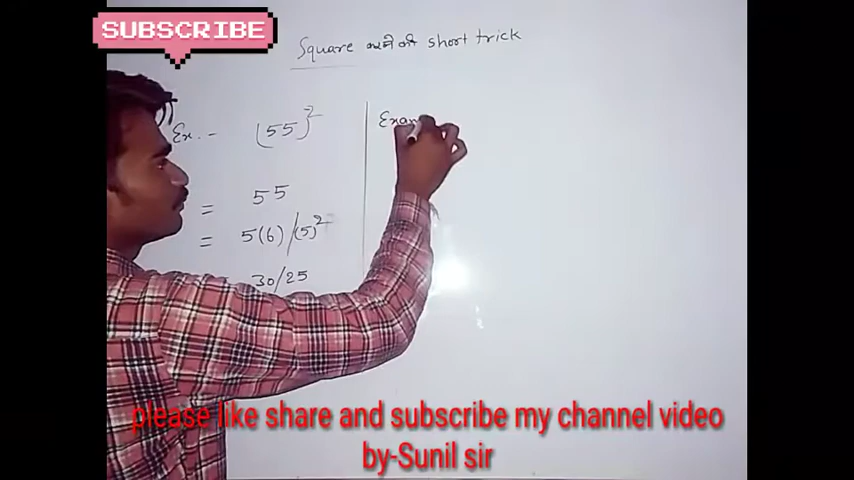 SUBSCRIBE
Square करने की short trick
Ex. - (55)²
= 55
= 5(6)/(5)²
30/25
Exam
please like share and subscribe my channel video
by-Sunil sir